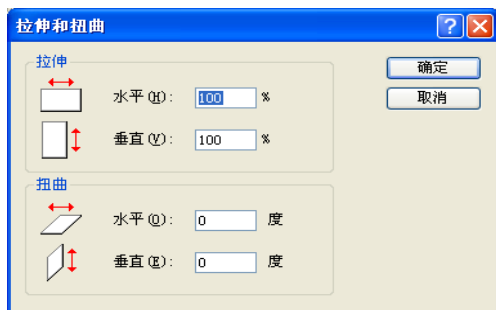 拉伸和扭曲
拉伸
水平(H): 100 %
垂直(V): 100 %
扭曲
水平(O): 0 度
垂直(E): 0 度
确定
取消